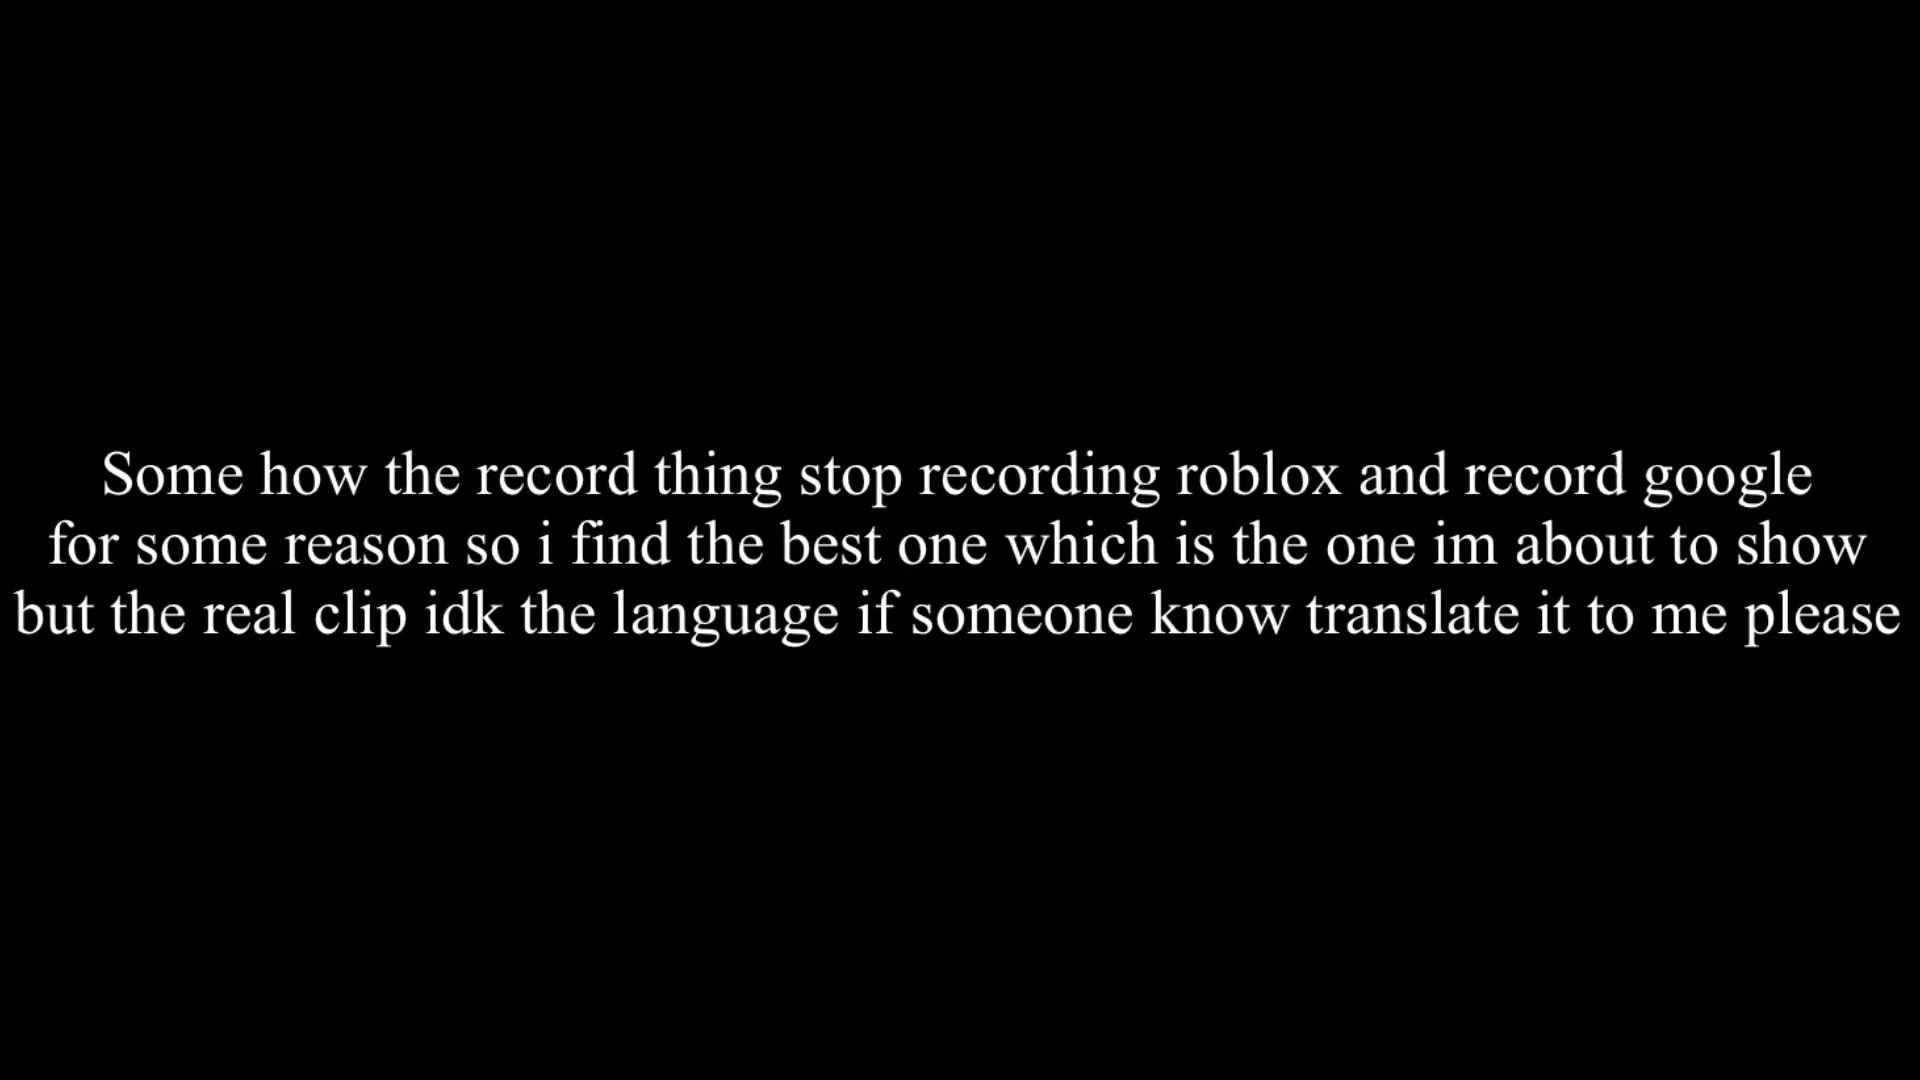 Some how the record thing stop recording roblox and record google
for some reason so i find the best one which is the one im about to show
but the real clip idk the language if someone know translate it to me please